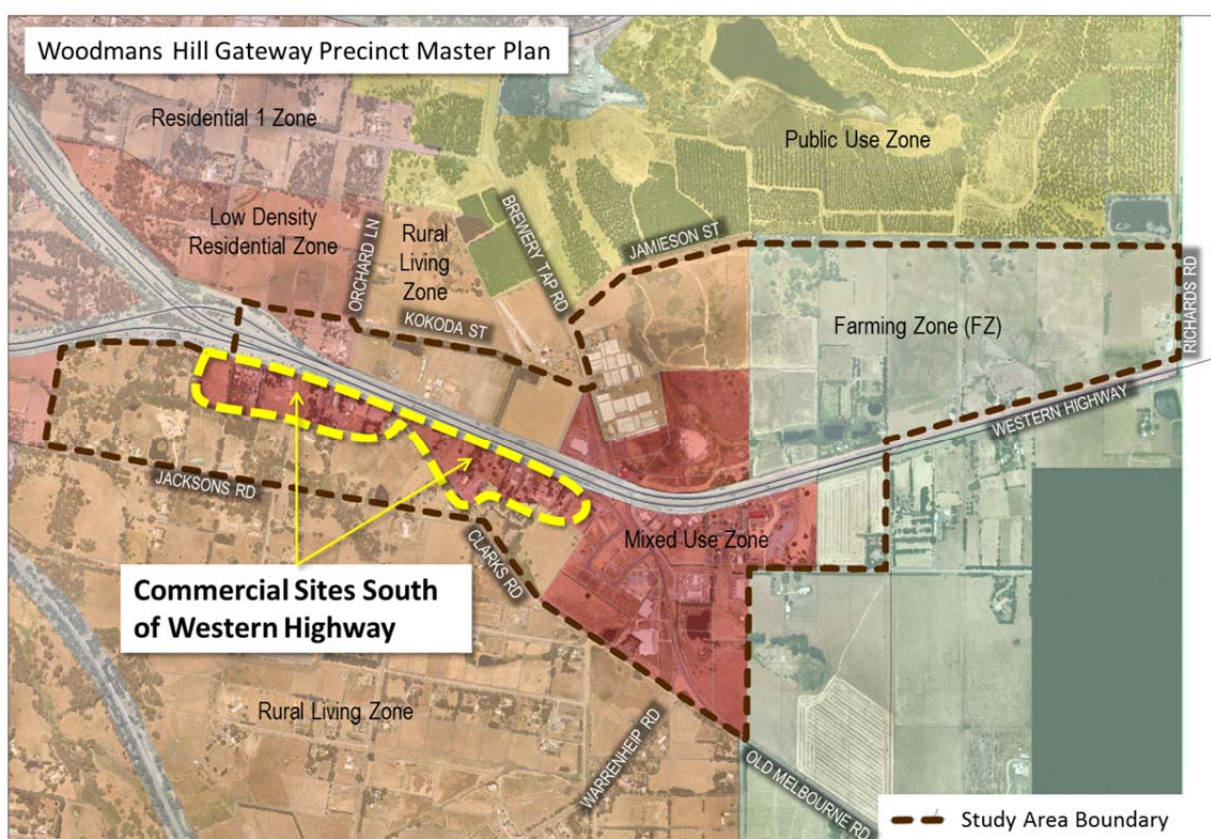 Woodmans Hill Gateway Precinct Master Plan
Residential 1 Zone
Public Use Zone
Low Density
Residential Zone
ORCHARD LN
Rural
Living
Zone
BREWERY TAP RD
JAMIESON ST
KOKODA ST
Farming Zone (FZ)
RICHARDS RD
WESTERN HIGHWAY
JACKSONS RD
CLARKS RD
Mixed Use Zone
Commercial Sites South
of Western Highway
Rural Living Zone
WARRENHEIP RD
OLD MELBOURNE RD
Study Area Boundary